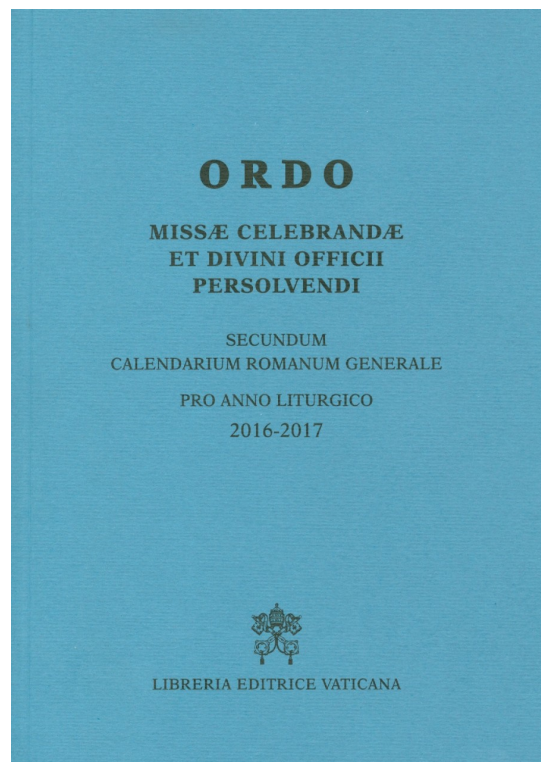 ORDO
MISSÆ CELEBRANDÆ
ET DIVINI OFFICII
PERSOLVENDI
SECUNDUM
CALENDARIUM ROMANUM GENERALE
PRO ANNO LITURGICO
2016-2017
LIBRERIA EDITRICE VATICANA